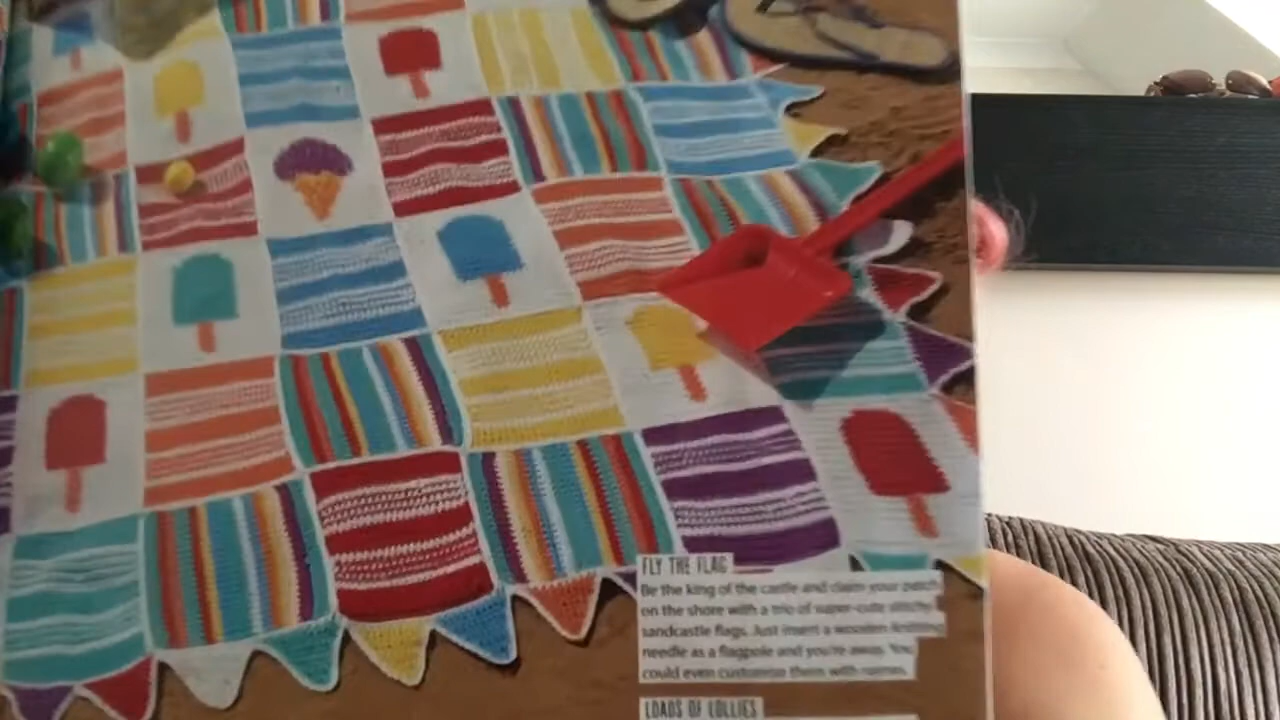 FLY THE FLAG
Be the king of the castle and claim your patch
on the shore with a trio of super-cute stitchy
sandcastle flags. Just insert a wooden knitting
needle as a flagpole and you're away. You
could even customise them with names.
LOADS OF LOLLIES